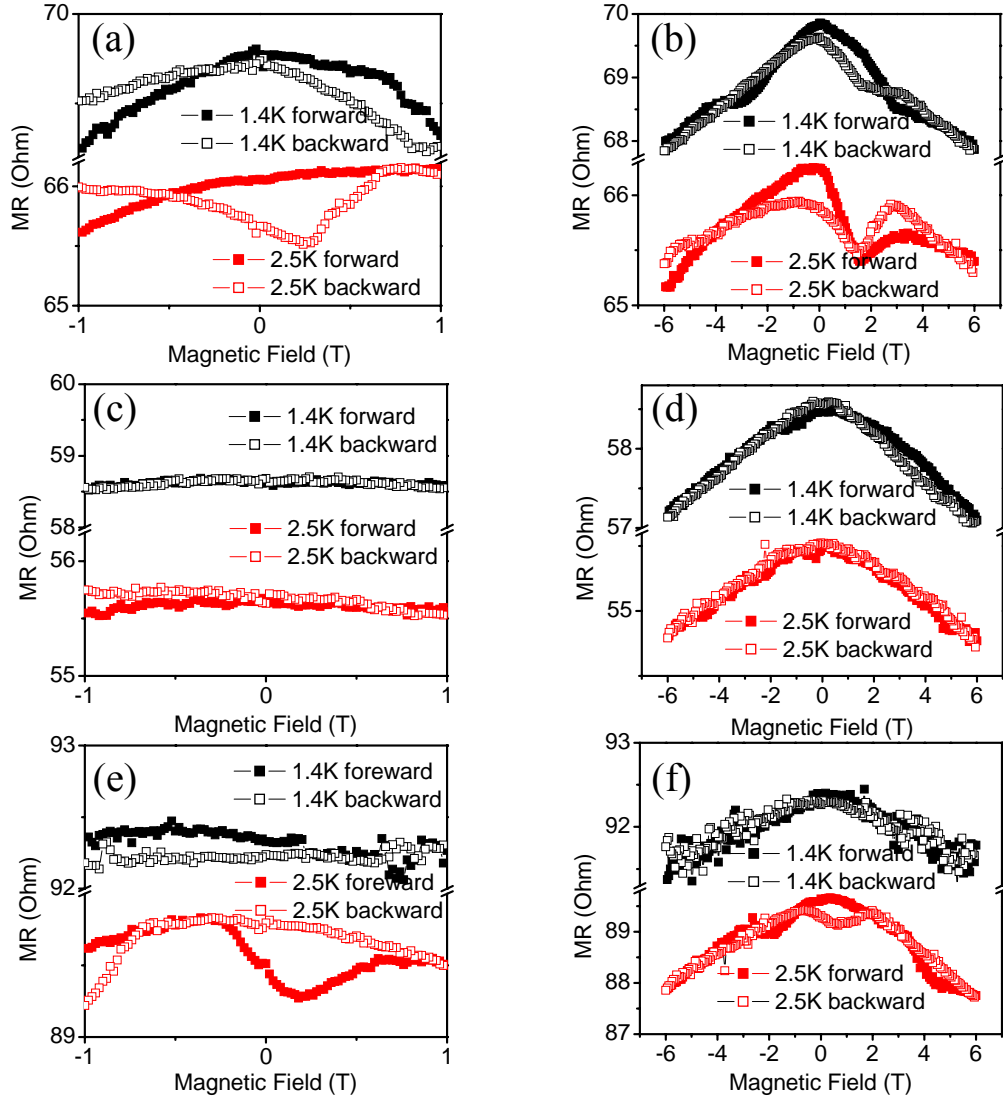 (a)
70
66
65
MR (Ohm)
1.4K forward
1.4K backward
2.5K forward
2.5K backward
-1 0 1
Magnetic Field (T)
(b)
70
69
68
66
65
MR (Ohm)
1.4K forward
1.4K backward
2.5K forward
2.5K backward
-6 -4 -2 0 2 4 6
Magnetic Field (T)
(c)
60
59
58
56
55
MR (Ohm)
1.4K forward
1.4K backward
2.5K forward
2.5K backward
-1 0 1
Magnetic Field (T)
(d)
58
57
55
MR (Ohm)
1.4K forward
1.4K backward
2.5K forward
2.5K backward
-6 -4 -2 0 2 4 6
Magnetic Field (T)
(e)
93
92
89
MR (Ohm)
1.4K foreward
1.4K backward
2.5K foreward
2.5K backward
-1 0 1
Magnetic Field (T)
(f)
93
92
89
88
87
MR (Ohm)
1.4K forward
1.4K backward
2.5K forward
2.5K backward
-6 -4 -2 0 2 4 6
Magnetic Field (T)